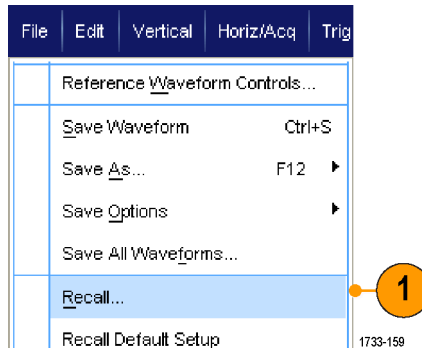 File Edit Vertical Horiz/Acq Trig
Reference Waveform Controls...
Save Waveform Ctrl+S
Save As... F12
Save Options
Save All Waveforms...
Recall...
1
Recall Default Setup
1733-159